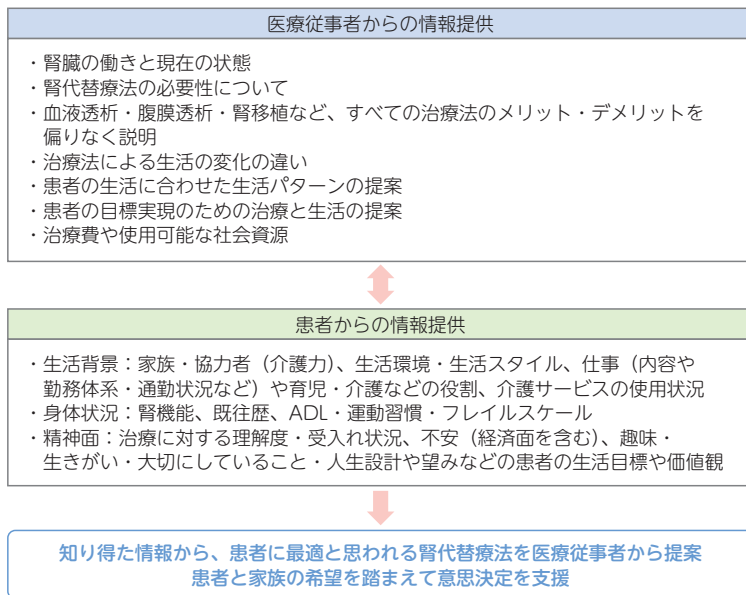 医療従事者からの情報提供
・腎臓の働きと現在の状態
・腎代替療法の必要性について
・血液透析・腹膜透析・腎移植など、すべての治療法のメリット・デメリットを
偏りなく説明
・治療法による生活の変化の違い
・患者の生活に合わせた生活パターンの提案
・患者の目標実現のための治療と生活の提案
・治療費や使用可能な社会資源
患者からの情報提供
・生活背景：家族・協力者（介護力）、生活環境・生活スタイル、仕事（内容や
勤務体系・通勤状況など）や育児・介護などの役割、介護サービスの使用状況
・身体状況：腎機能、既往歴、ADL・運動習慣・フレイルスケール
・精神面：治療に対する理解度・受入れ状況、不安（経済面を含む）、趣味・
生きがい・大切にしていること・人生設計や望みなどの患者の生活目標や価値観
知り得た情報から、患者に最適と思われる腎代替療法を医療従事者から提案
患者と家族の希望を踏まえて意思決定を支援